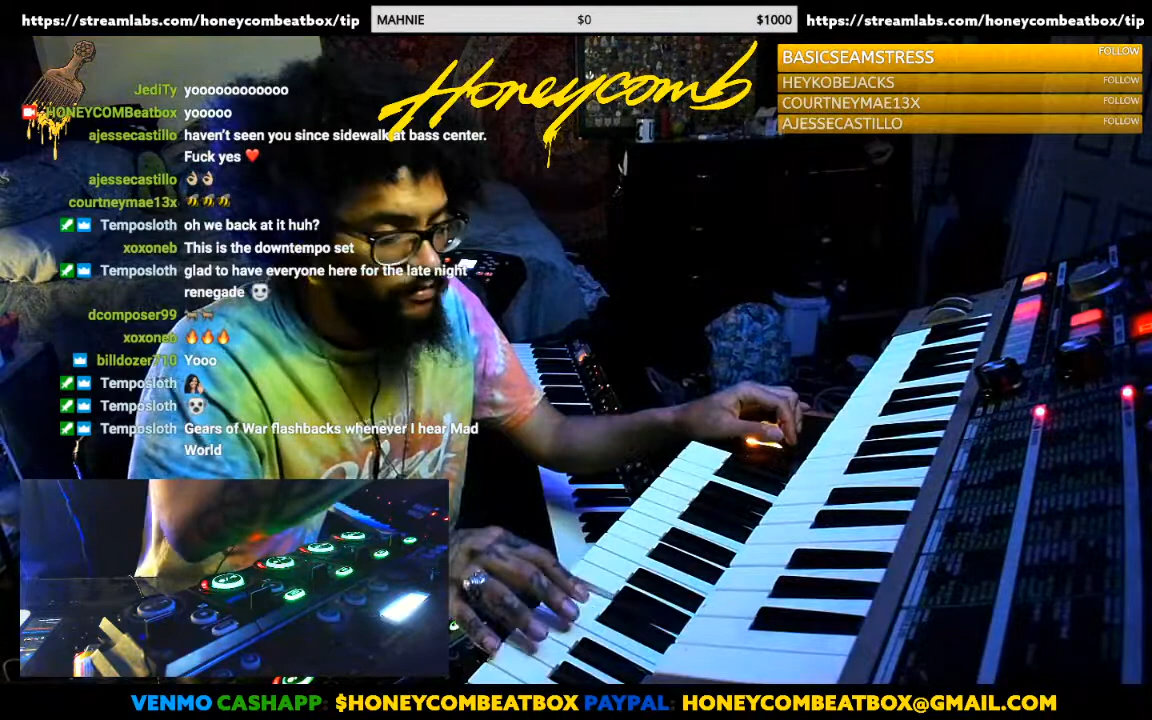 https://streamlabs.com/honeycombeatbox/tip
MAHNIE $0 $1000
https://streamlabs.com/honeycombeatbox/tip
Honeycomb
BASICSEAMSTRESS FOLLOW
HEYKOBEJACKS FOLLOW
COURTNEYMAE13X FOLLOW
AJESSECASTILLO FOLLOW
JediTy yoooooooooooo
HONEYCOMBeatbox yooooo
ajessecastillo haven't seen you since sidewalk at bass center.
Fuck yes ❤️
ajessecastillo 👌🏼👌🏼
courtneymae13x 🐝🐝🐝
Temposloth oh we back at it huh?
xoxoneb This is the downtempo set
Temposloth glad to have everyone here for the late night
renegade
dcomposer99
xoxoneb 🔥🔥🔥
billdozer710 Yooo
Temposloth
Temposloth
Temposloth Gears of War flashbacks whenever I hear Mad
World
VENMO CASHAPP: $HONEYCOMBEATBOX PAYPAL: HONEYCOMBEATBOX@GMAIL.COM